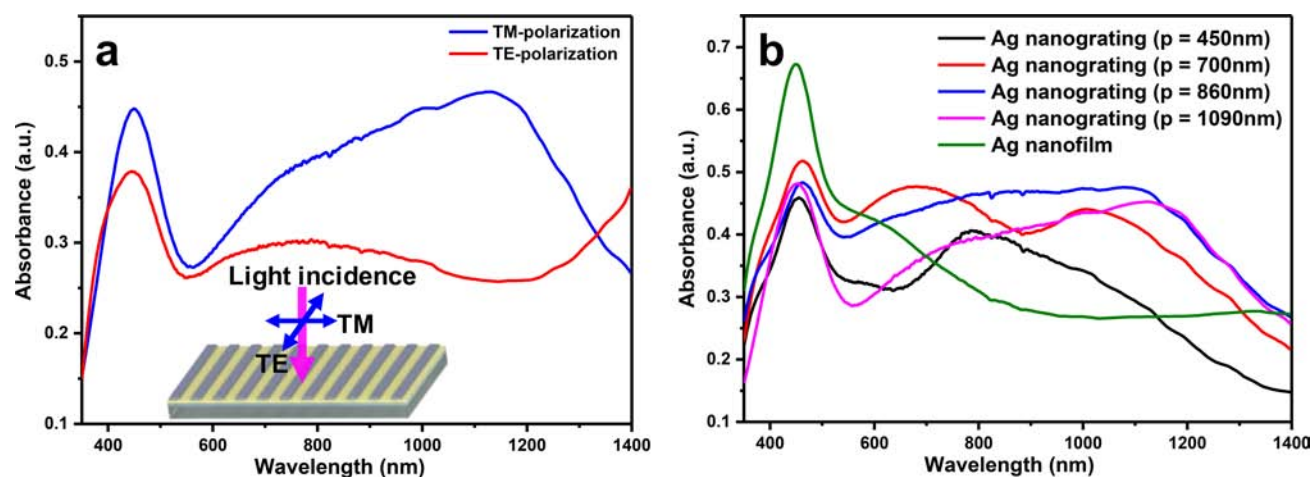 a
TM-polarization
TE-polarization
0.5
0.4
0.3
0.2
0.1
Absorbance (a.u.)
Light incidence
TM
TE
400 600 800 1000 1200 1400
Wavelength (nm)
b
Ag nanograting (p = 450nm)
Ag nanograting (p = 700nm)
Ag nanograting (p = 860nm)
Ag nanograting (p = 1090nm)
Ag nanofilm
0.7
0.6
0.5
0.4
0.3
0.2
0.1
Absorbance (a.u.)
400 600 800 1000 1200 1400
Wavelength (nm)